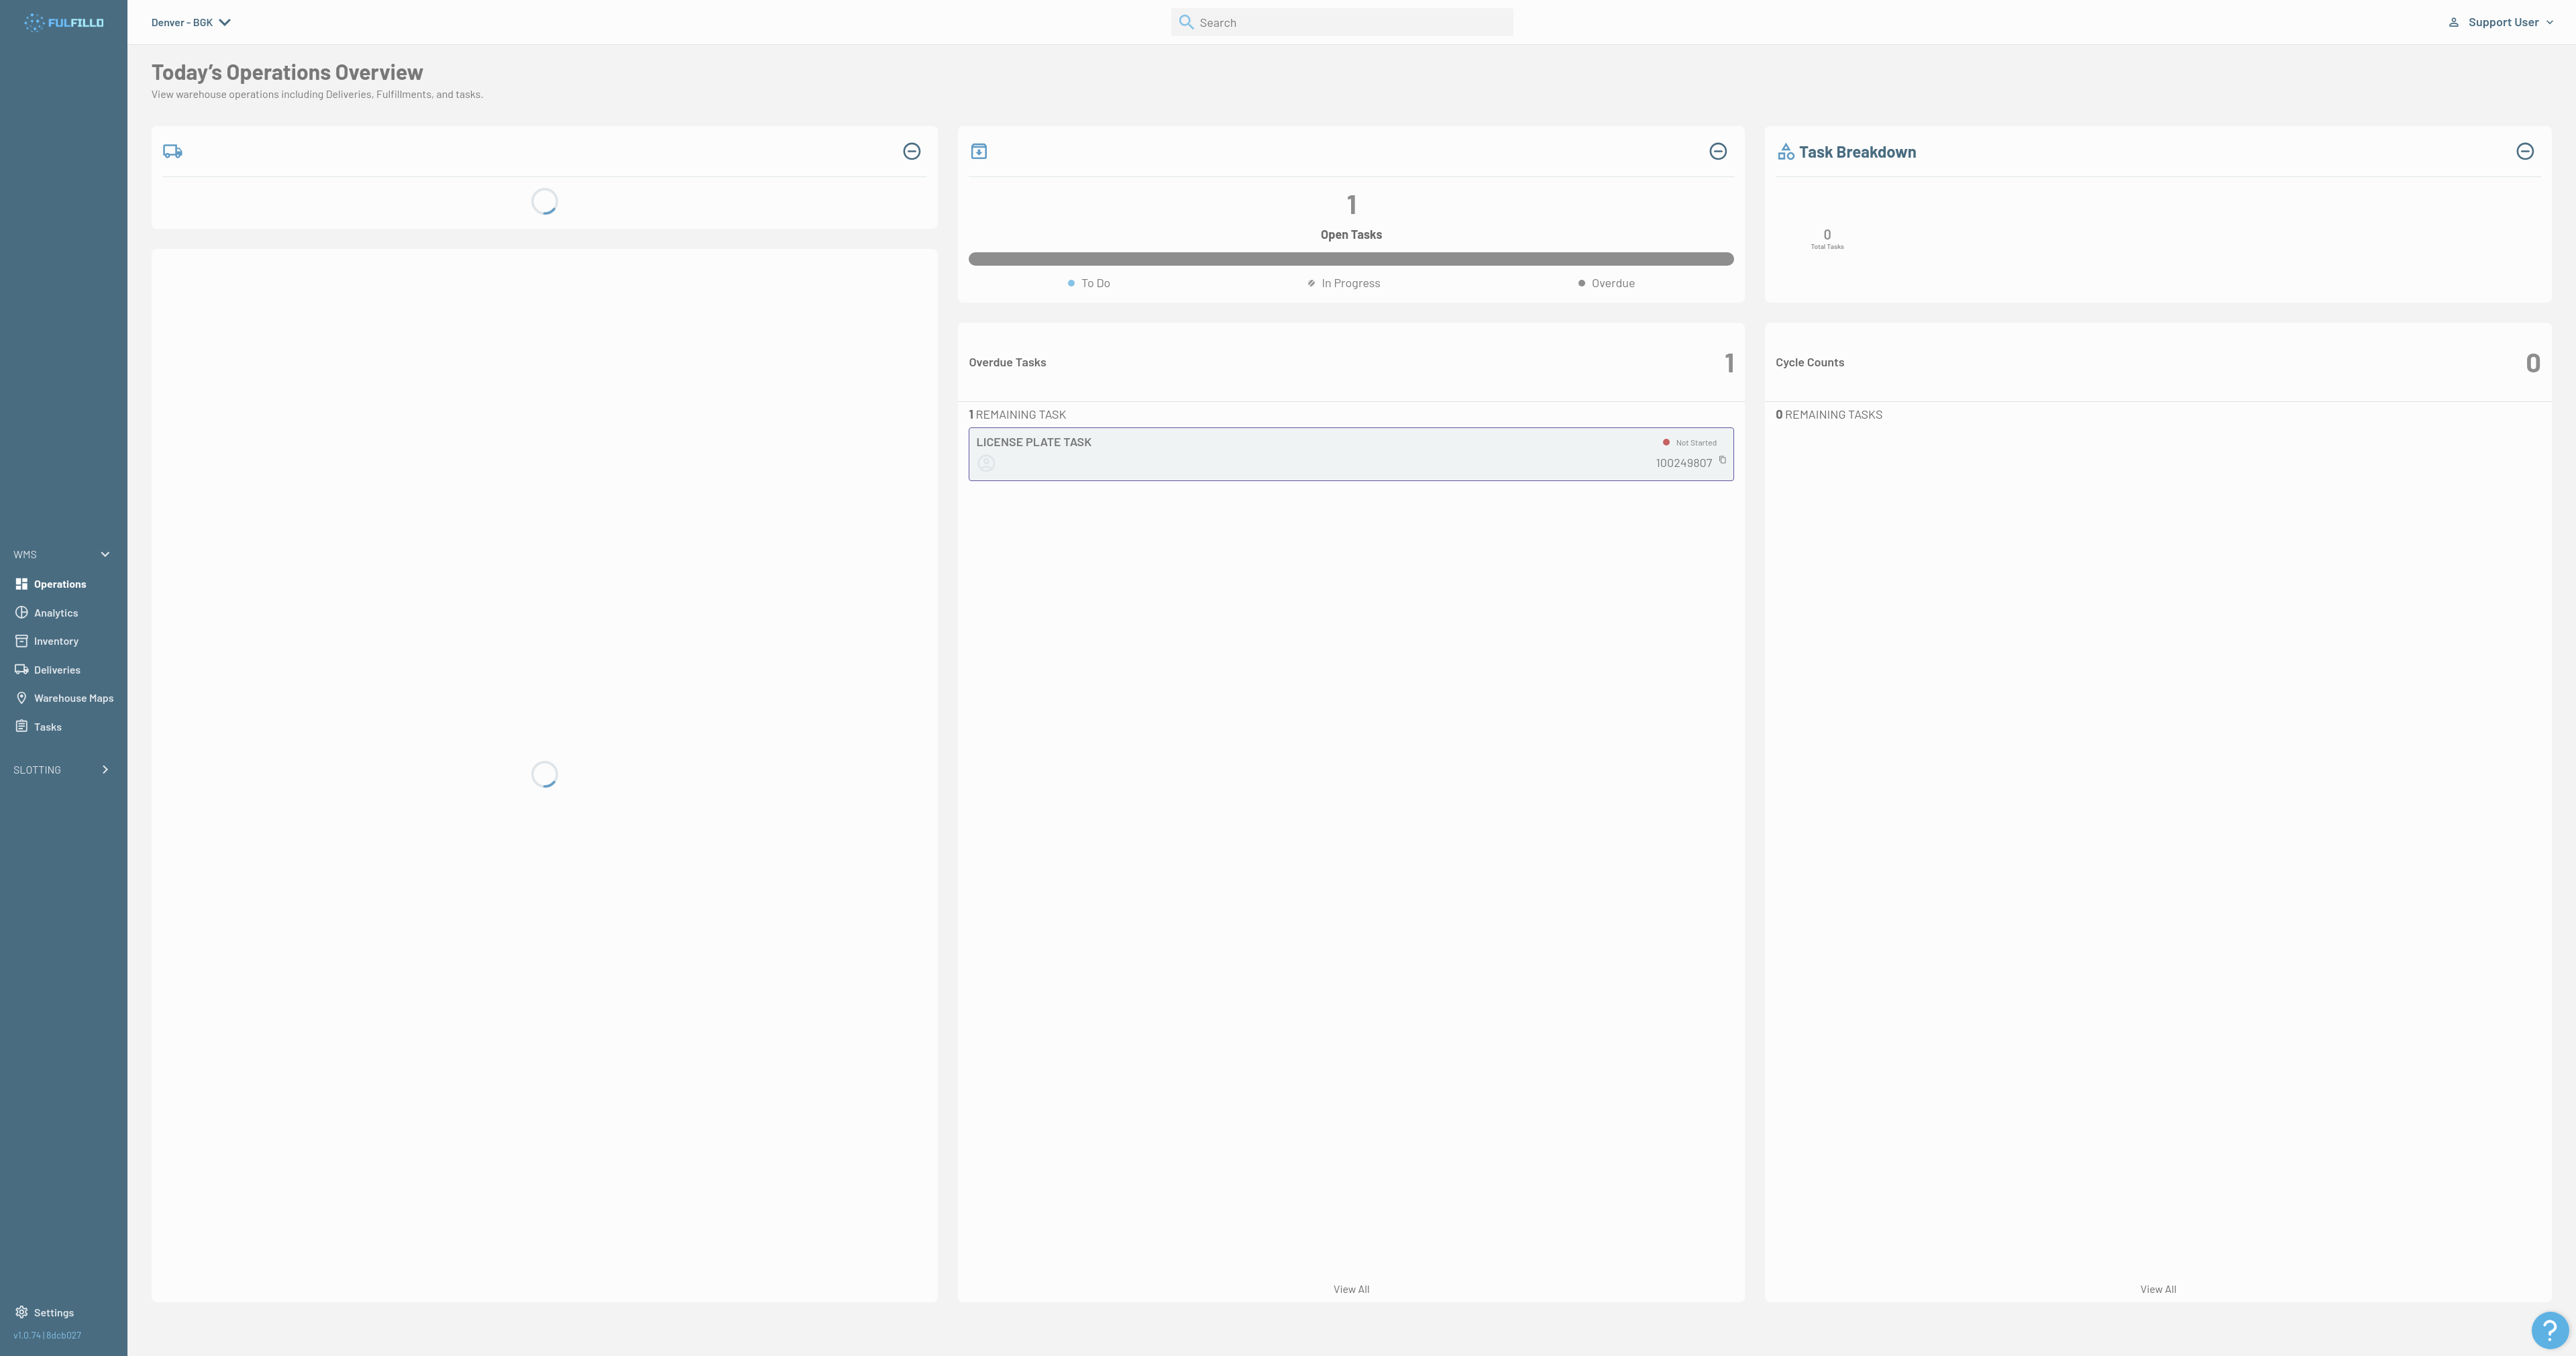 FULFILLD
Denver - BGK
Search
Support User
Today’s Operations Overview
View warehouse operations including Deliveries, Fulfillments, and tasks.
Task Breakdown
1
Open Tasks
To Do
In Progress
Overdue
0
Total Tasks
Overdue Tasks
1
1 REMAINING TASK
LICENSE PLATE TASK
Not Started
100249807
View All
Cycle Counts
0
0 REMAINING TASKS
View All
WMS
Operations
Analytics
Inventory
Deliveries
Warehouse Maps
Tasks
SLOTTING
Settings
v1.0.74 | 8dcb027
?